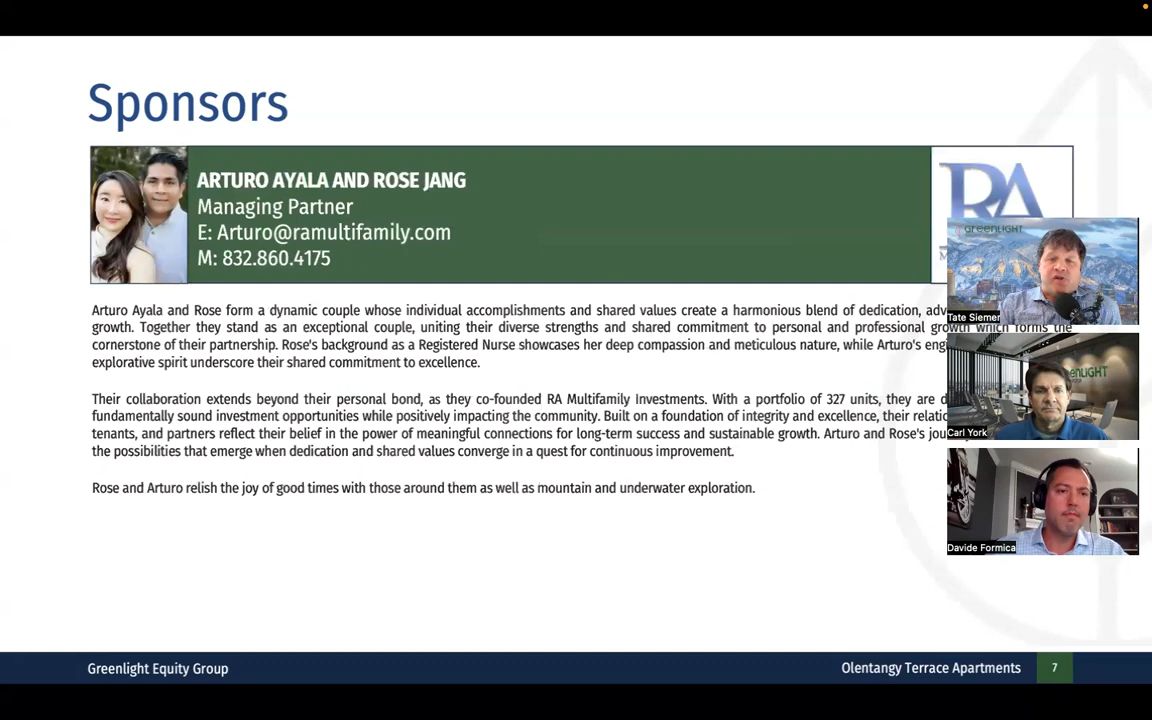 Sponsors
ARTURO AYALA AND ROSE JANG
Managing Partner
E: Arturo@ramultifamily.com
M: 832.860.4175
RA
GREENLIGHT
Tate Siemer
Arturo Ayala and Rose form a dynamic couple whose individual accomplishments and shared values create a harmonious blend of dedication,
growth. Together they stand as an exceptional couple, uniting their diverse strengths and shared commitment to personal and professional growth which forms the
cornerstone of their partnership. Rose's background as a Registered Nurse showcases her deep compassion and meticulous nature, while Arturo's
explorative spirit underscore their shared commitment to excellence.
Their collaboration extends beyond their personal bond, as they co-founded RA Multifamily Investments. With a portfolio of 327 units, they are
fundamentally sound investment opportunities while positively impacting the community. Built on a foundation of integrity and excellence, their
tenants, and partners reflect their belief in the power of meaningful connections for long-term success and sustainable growth. Arturo and Rose's
the possibilities that emerge when dedication and shared values converge in a quest for continuous improvement.
Rose and Arturo relish the joy of good times with those around them as well as mountain and underwater exploration.
Carl York
Davide Formica
Greenlight Equity Group
Olentangy Terrace Apartments
7